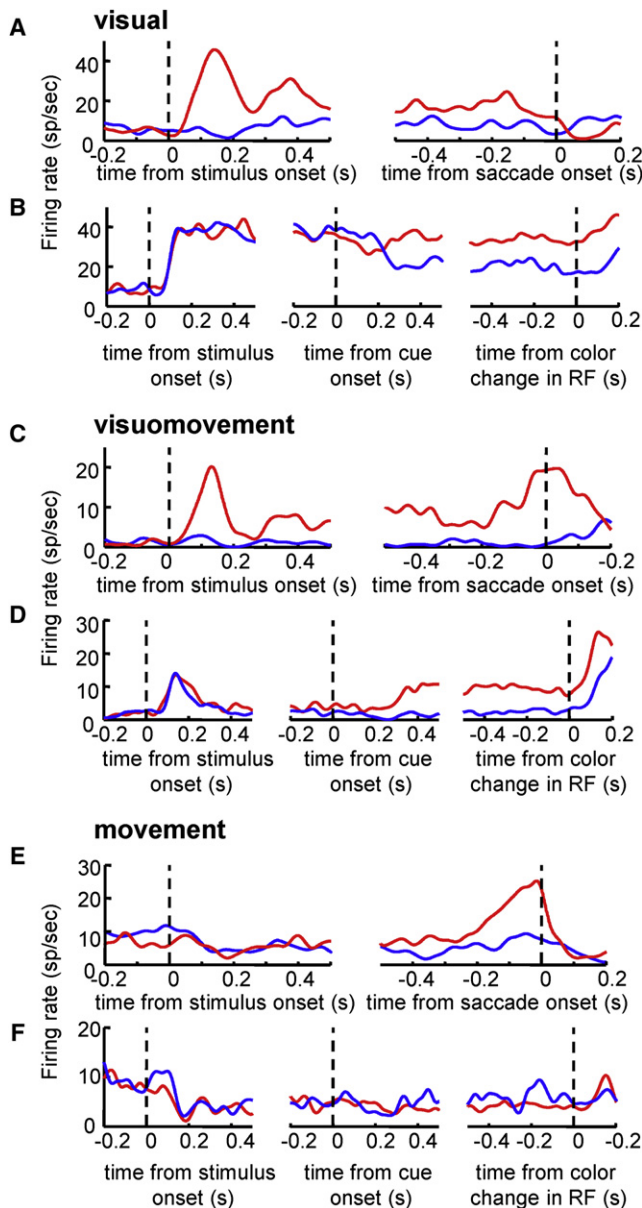 A
visual
Firing rate (sp/sec)
40
20
0
-0.2 0 0.2 0.4
time from stimulus onset (s)
-0.4 -0.2 0 0.2
time from saccade onset (s)
B
40
20
0
-0.2 0 0.2 0.4
time from stimulus
onset (s)
-0.2 0 0.2 0.4
time from cue
onset (s)
-0.4 -0.2 0 0.2
time from color
change in RF (s)
C
visuomovement
Firing rate (sp/sec)
20
10
0
-0.2 0 0.2 0.4
time from stimulus onset (s)
-0.4 -0.2 0 -0.2
time from saccade onset (s)
D
30
20
10
0
-0.2 0 0.2 0.4
time from stimulus
onset (s)
-0.2 0 0.2 0.4
time from cue
onset (s)
-0.4 -0.2 0 0.2
time from color
change in RF (s)
movement
E
Firing rate (sp/sec)
30
20
10
0
-0.2 0 0.2 0.4
time from stimulus onset (s)
-0.4 -0.2 0 0.2
time from saccade onset (s)
F
20
10
0
-0.2 0 0.2 0.4
time from stimulus
onset (s)
-0.2 0 0.2 0.4
time from cue
onset (s)
-0.4 -0.2 0 -0.2
time from color
change in RF (s)